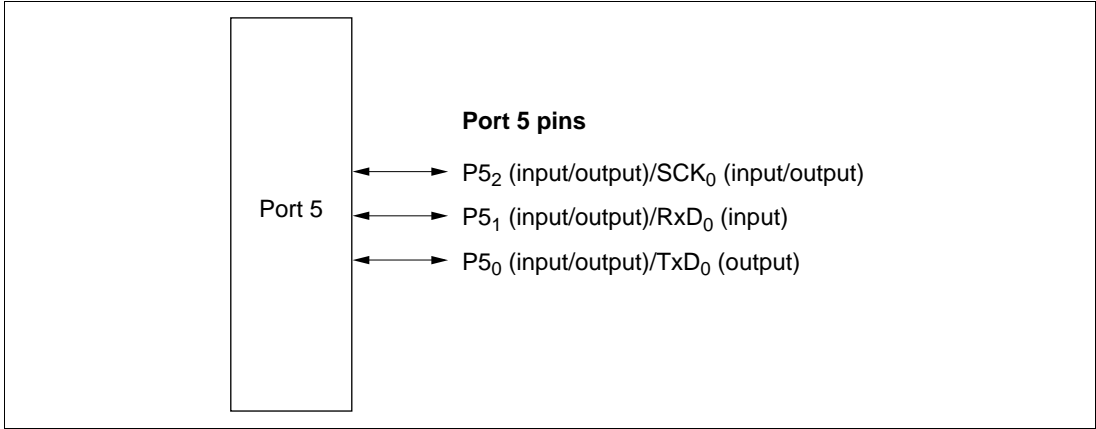 Port 5 pins
P5₂ (input/output)/SCK₀ (input/output)
Port 5
P5₁ (input/output)/RxD₀ (input)
P5₀ (input/output)/TxD₀ (output)